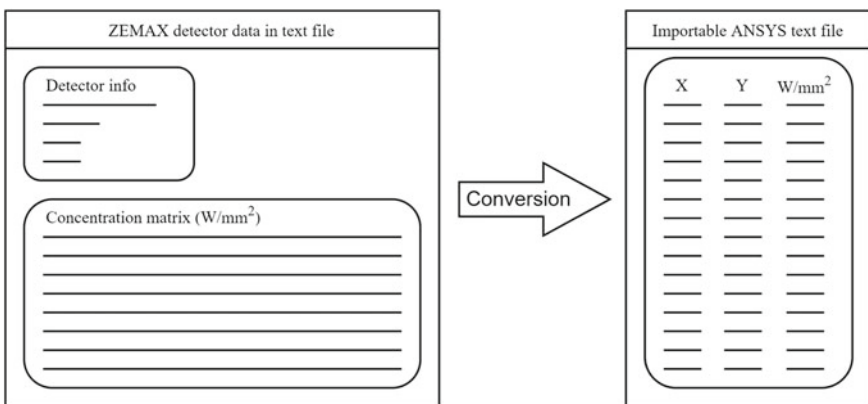 ZEMAX detector data in text file
Detector info
Concentration matrix (W/mm²)
Conversion
Importable ANSYS text file
X Y W/mm²